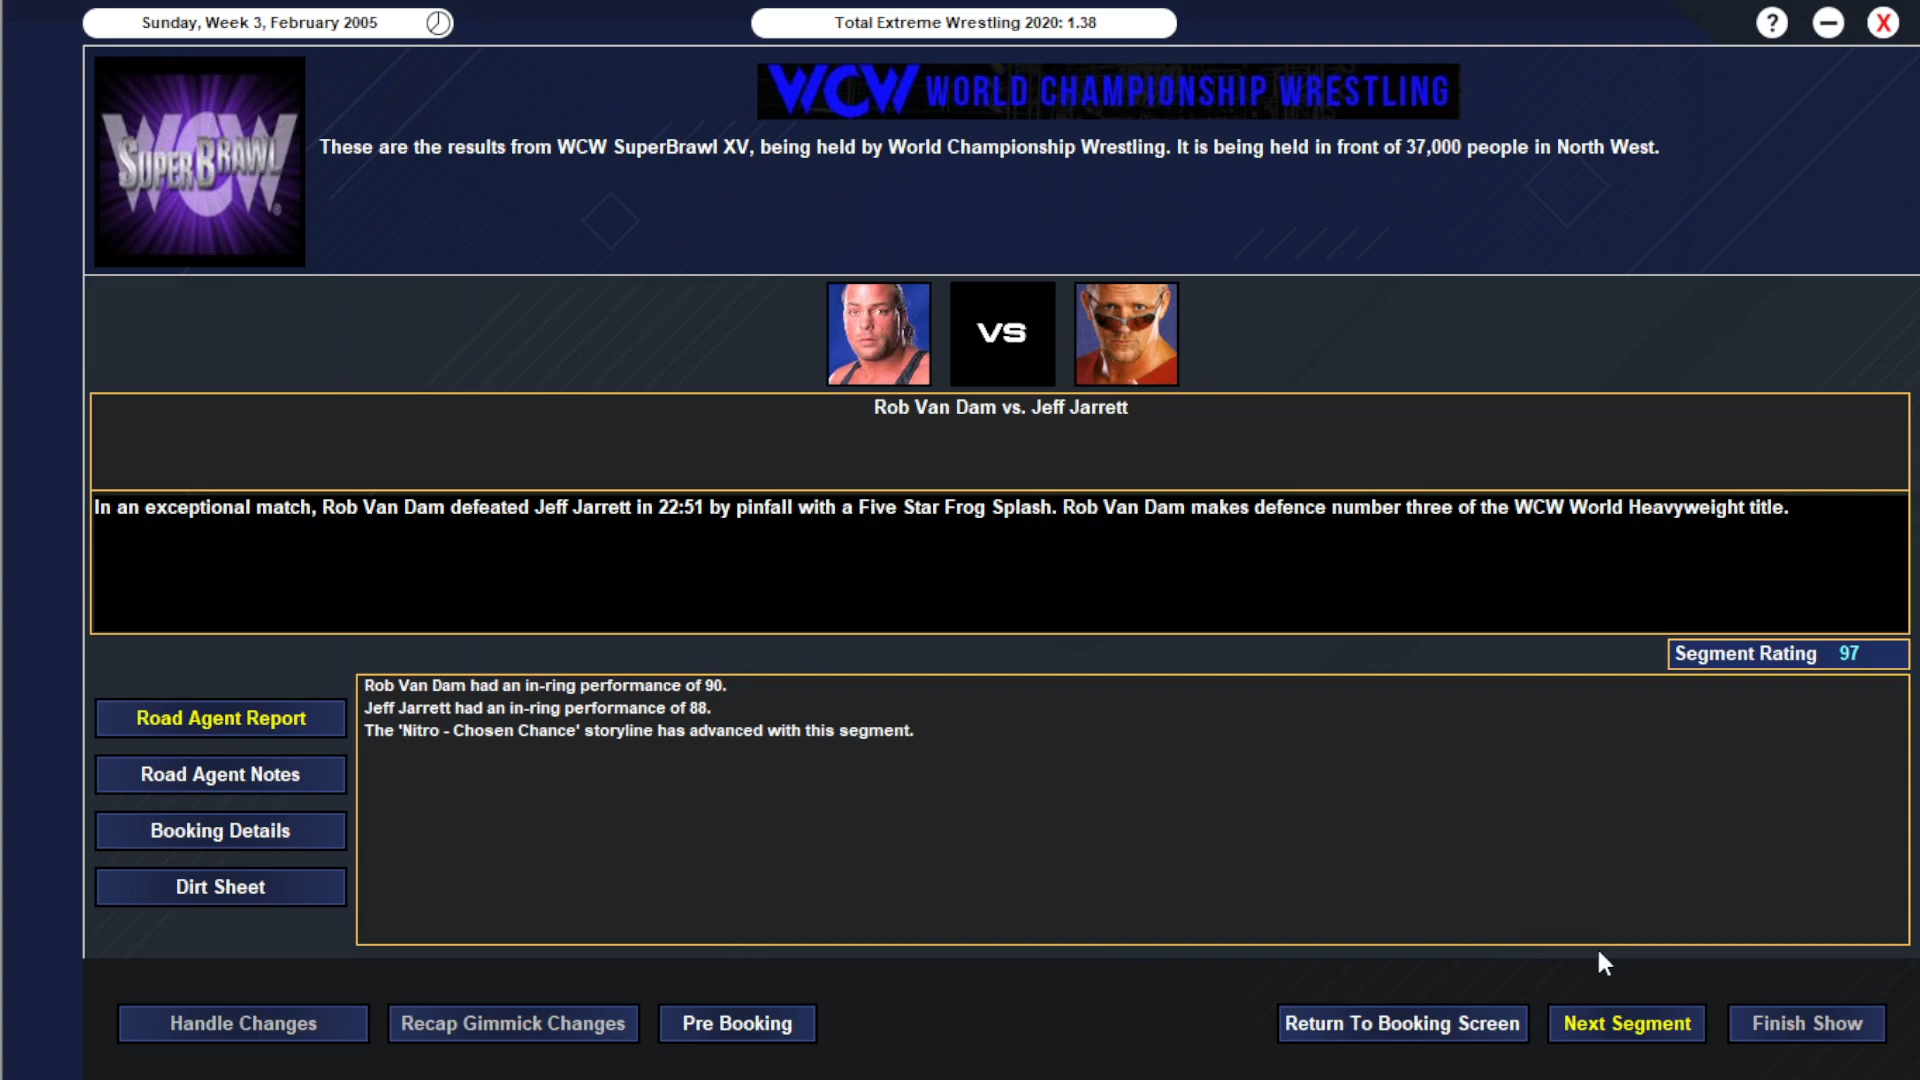 Sunday, Week 3, February 2005
Total Extreme Wrestling 2020: 1.38
?
X
WCW WORLD CHAMPIONSHIP WRESTLING
WCW
SUPERBRAWL
These are the results from WCW SuperBrawl XV, being held by World Championship Wrestling. It is being held in front of 37,000 people in North West.
VS
Rob Van Dam vs. Jeff Jarrett
In an exceptional match, Rob Van Dam defeated Jeff Jarrett in 22:51 by pinfall with a Five Star Frog Splash. Rob Van Dam makes defence number three of the WCW World Heavyweight title.
Segment Rating 97
Rob Van Dam had an in-ring performance of 90.
Jeff Jarrett had an in-ring performance of 88.
The 'Nitro - Chosen Chance' storyline has advanced with this segment.
Road Agent Report
Road Agent Notes
Booking Details
Dirt Sheet
Handle Changes
Recap Gimmick Changes
Pre Booking
Return To Booking Screen
Next Segment
Finish Show